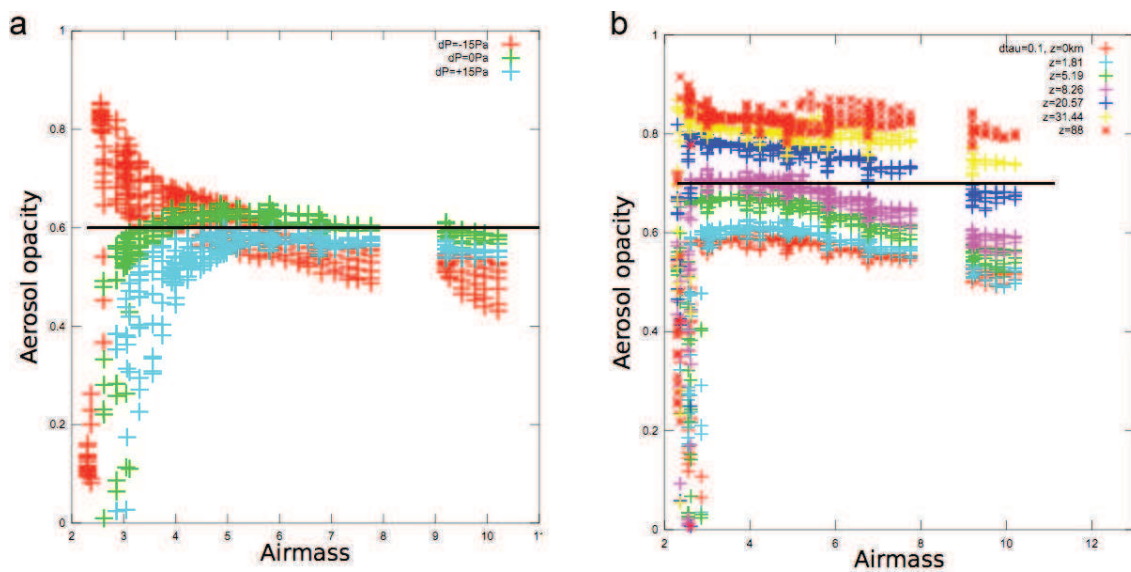 a
dP=-15Pa
dP=0Pa
dP=+15Pa
1
0.8
0.6
0.4
0.2
0
2 3 4 5 6 7 8 9 10 1
Aerosol opacity
Airmass
b
dtau=0.1, z=0km
z=1.81
z=5.19
z=8.26
z=20.57
z=31.44
z=88
1
0.8
0.6
0.4
0.2
0
2 4 6 8 10 12
Aerosol opacity
Airmass